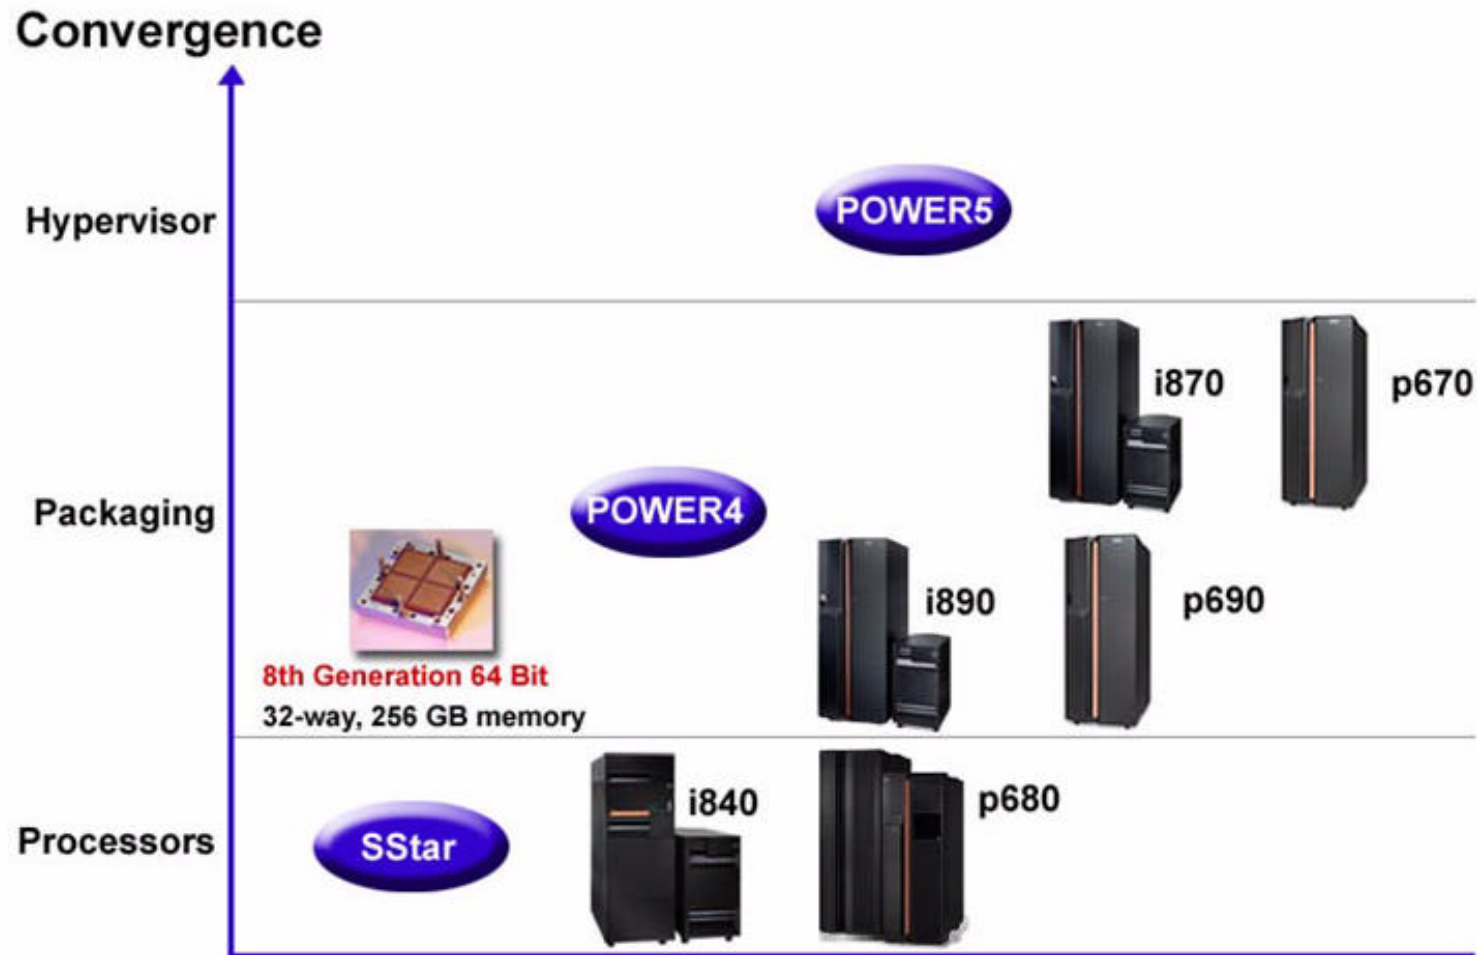 Convergence
Hypervisor
POWER5
i870
p670
Packaging
POWER4
i890
p690
8th Generation 64 Bit
32-way, 256 GB memory
Processors
SStar
i840
p680